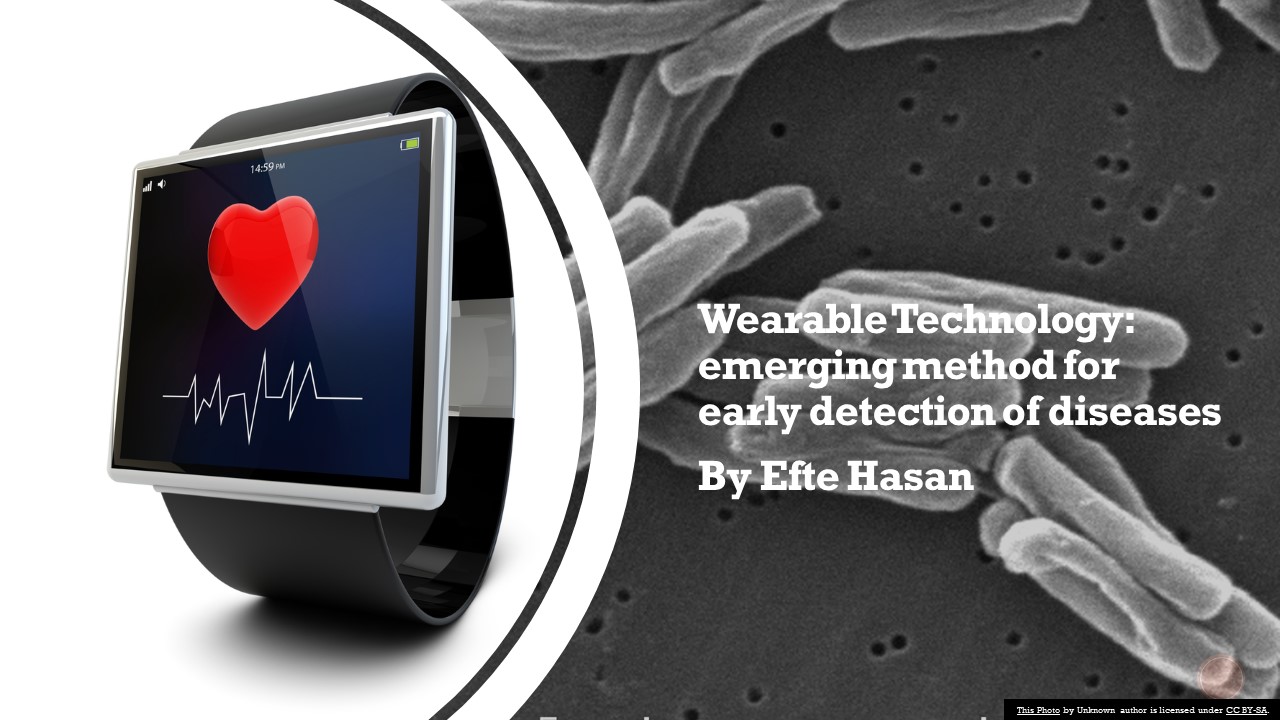 14:59 PM
Wearable Technology:
emerging method for
early detection of diseases
By Efte Hasan
This Photo by Unknown author is licensed under CC BY-SA.